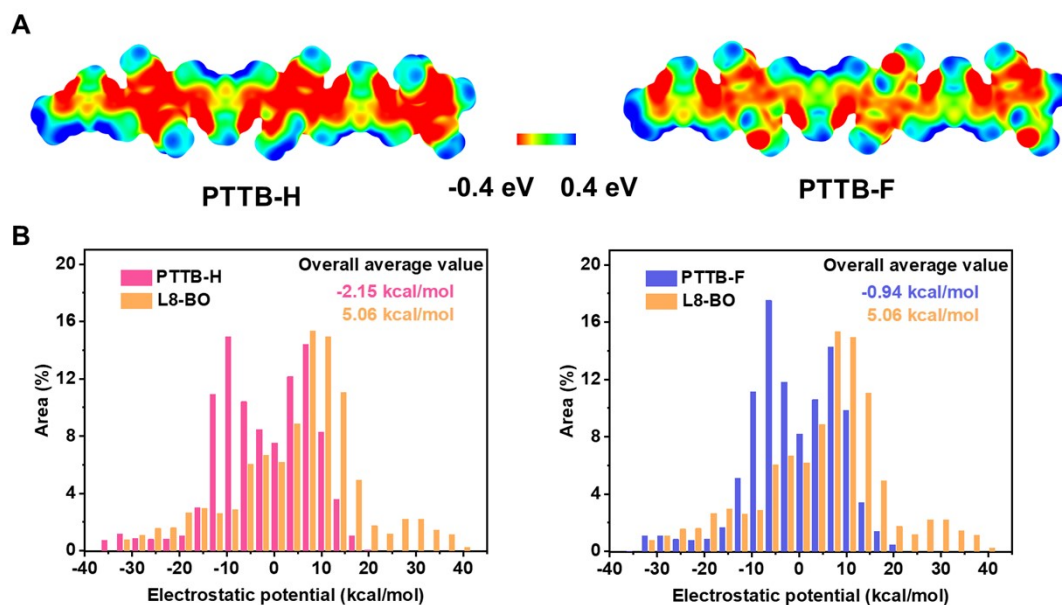 A
PTTB-H
-0.4 eV 0.4 eV
PTTB-F
B
20
16
12
8
4
0
Area (%)
PTTB-H
L8-BO
Overall average value
-2.15 kcal/mol
5.06 kcal/mol
-40 -30 -20 -10 0 10 20 30 40
Electrostatic potential (kcal/mol)
20
16
12
8
4
0
Area (%)
PTTB-F
L8-BO
Overall average value
-0.94 kcal/mol
5.06 kcal/mol
-40 -30 -20 -10 0 10 20 30 40
Electrostatic potential (kcal/mol)